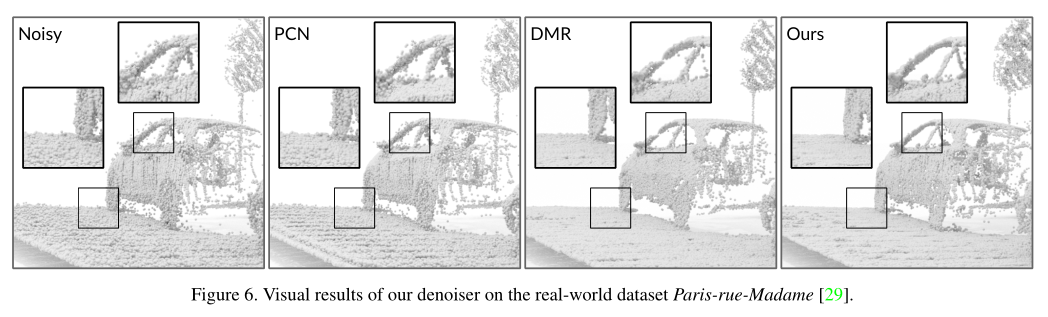 Noisy
PCN
DMR
Ours
Figure 6. Visual results of our denoiser on the real-world dataset Paris-rue-Madame [29].